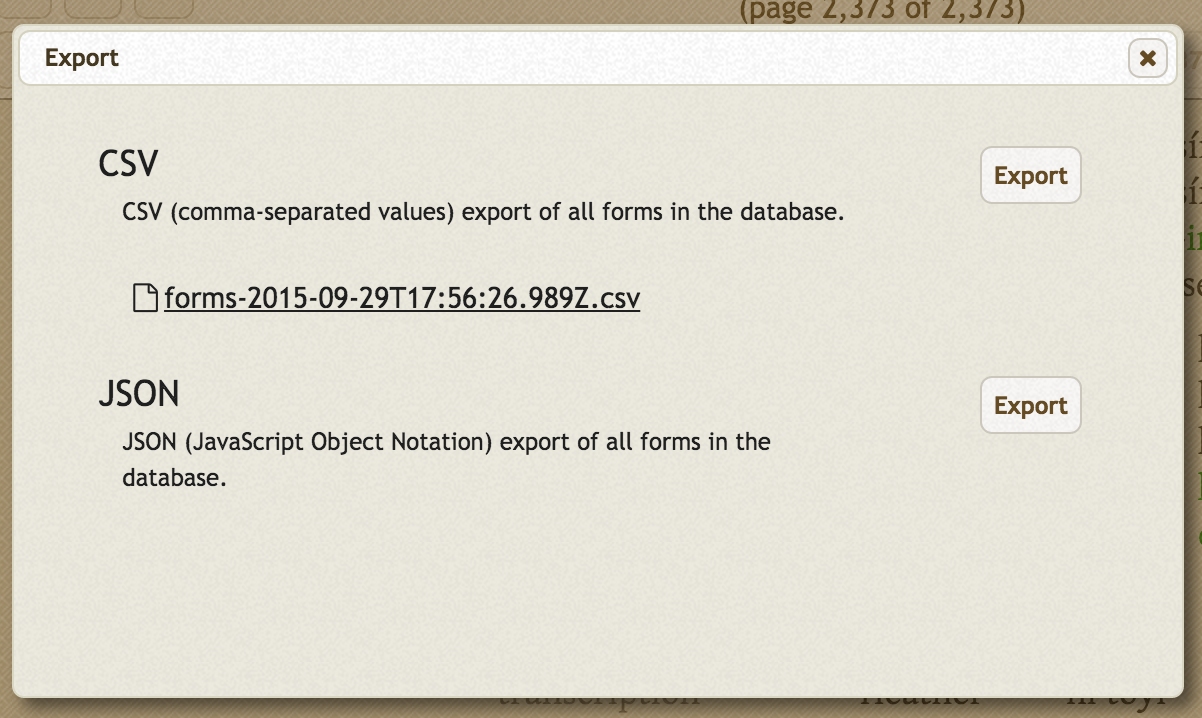 (page 2,373 of 2,373)
Export
CSV
Export
CSV (comma-separated values) export of all forms in the database.
forms-2015-09-29T17:56:26.989Z.csv
JSON
Export
JSON (JavaScript Object Notation) export of all forms in the
database.
transcription